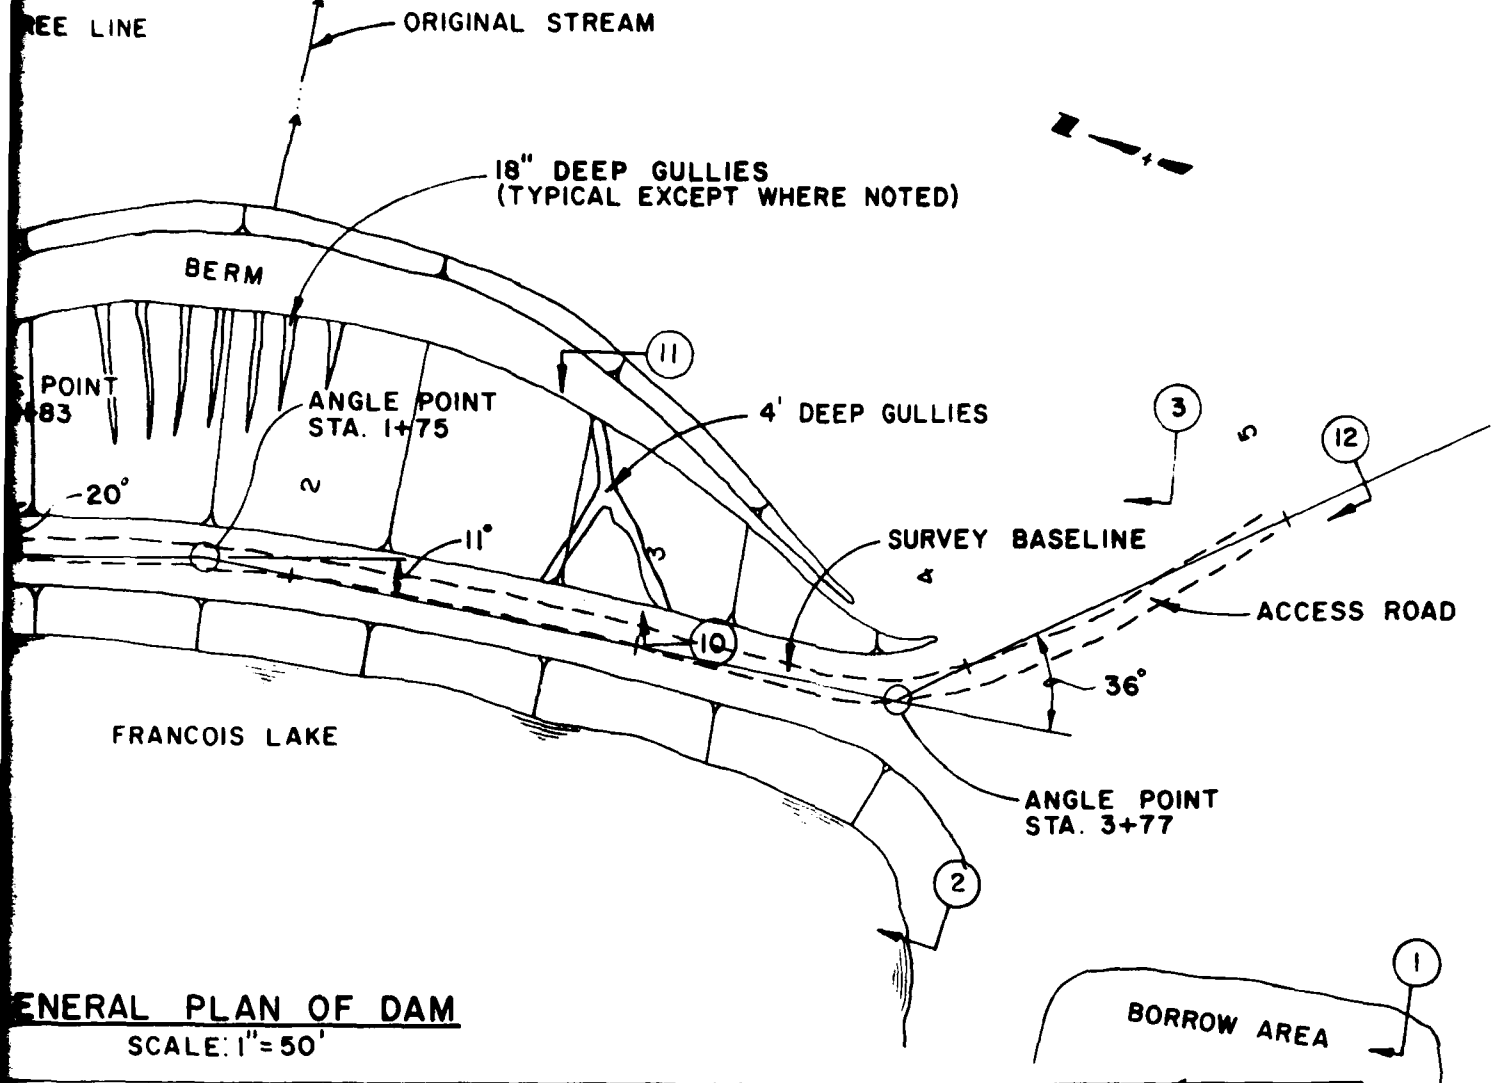 REE LINE
ORIGINAL STREAM
18" DEEP GULLIES
(TYPICAL EXCEPT WHERE NOTED)
BERM
11
POINT
+83
ANGLE POINT
STA. 1+75
4' DEEP GULLIES
3
5
12
-20°
2
11°
3
SURVEY BASELINE
4
ACCESS ROAD
10
36°
FRANCOIS LAKE
ANGLE POINT
STA. 3+77
2
1
ENERAL PLAN OF DAM
SCALE: 1"=50'
BORROW AREA